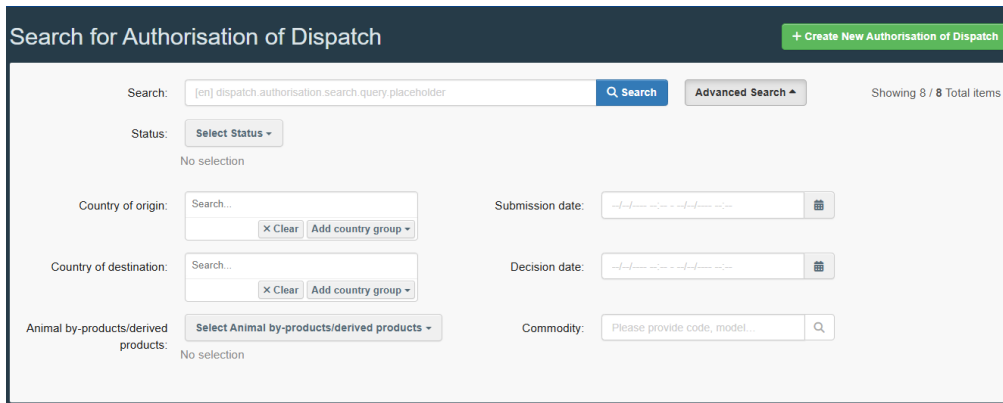 Search for Authorisation of Dispatch
+ Create New Authorisation of Dispatch
Search: [en] dispatch.authorisation.search.query.placeholder Search Advanced Search Showing 8 / 8 Total items
Status: Select Status
No selection
Country of origin: Search... Submission date: --/--/---- --:-- - --/--/---- --:--
× Clear Add country group
Country of destination: Search... Decision date: --/--/---- --:-- - --/--/---- --:--
× Clear Add country group
Animal by-products/derived products: Select Animal by-products/derived products Commodity: Please provide code, model...
No selection